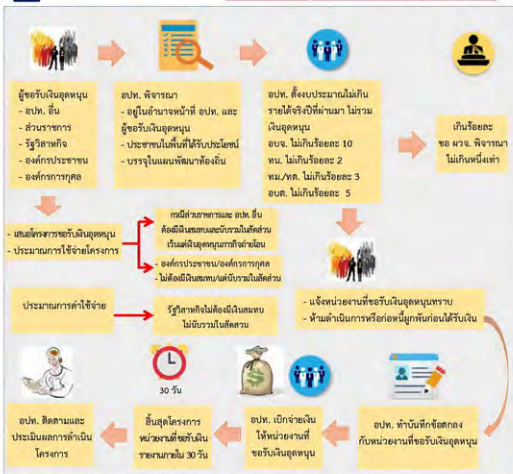 ผู้ขอรับเงินอุดหนุน
- อปท. อื่น
- ส่วนราชการ
- รัฐวิสาหกิจ
- องค์กรประชาชน
- องค์กรการกุศล
อปท. พิจารณา
- อยู่ในอำนาจหน้าที่ อปท. และ
ผู้ขอรับเงินอุดหนุน
- ประชาชนในพื้นที่ได้รับประโยชน์
- บรรจุในแผนพัฒนาท้องถิ่น
อปท. ตั้งงบประมาณไม่เกิน
รายได้จริงปีที่ผ่านมา ไม่รวม
เงินอุดหนุน
อบจ. ไม่เกินร้อยละ 10
ทน. ไม่เกินร้อยละ 2
ทม./ทต. ไม่เกินร้อยละ 3
อบต. ไม่เกินร้อยละ 5
เกินร้อยละ
ขอ ผวจ. พิจารณา
ไม่เกินหนึ่งเท่า
- เสนอโครงการขอรับเงินอุดหนุน
- ประมาณการใช้จ่ายโครงการ
กรณีส่วนราชการและ อปท. อื่น
ต้องมีเงินสมทบและนับรวมในสัดส่วน
เว้นแต่เงินอุดหนุนภารกิจถ่ายโอน
- องค์กรประชาชน/องค์กรการกุศล
- ไม่ต้องมีเงินสมทบ/แต่นับรวมในสัดส่วน
ประมาณการค่าใช้จ่าย
รัฐวิสาหกิจไม่ต้องมีเงินสมทบ
ไม่นับรวมในสัดสวน
- แจ้งหน่วยงานที่ขอรับเงินอุดหนุนทราบ
- ห้ามดำเนินการหรือก่อหนี้ผูกพันก่อนได้รับเงิน
30 วัน
อปท. ติดตามและ
ประเมินผลการดำเนิน
โครงการ
สิ้นสุดโครงการ
หน่วยงานที่ขอรับเงิน
รายงานภายใน 30 วัน
อปท. เบิกจ่ายเงิน
ให้หน่วยงานที่
ขอรับเงินอุดหนุน
อปท. ทำบันทึกข้อตกลง
กับหน่วยงานที่ขอรับเงินอุดหนุน